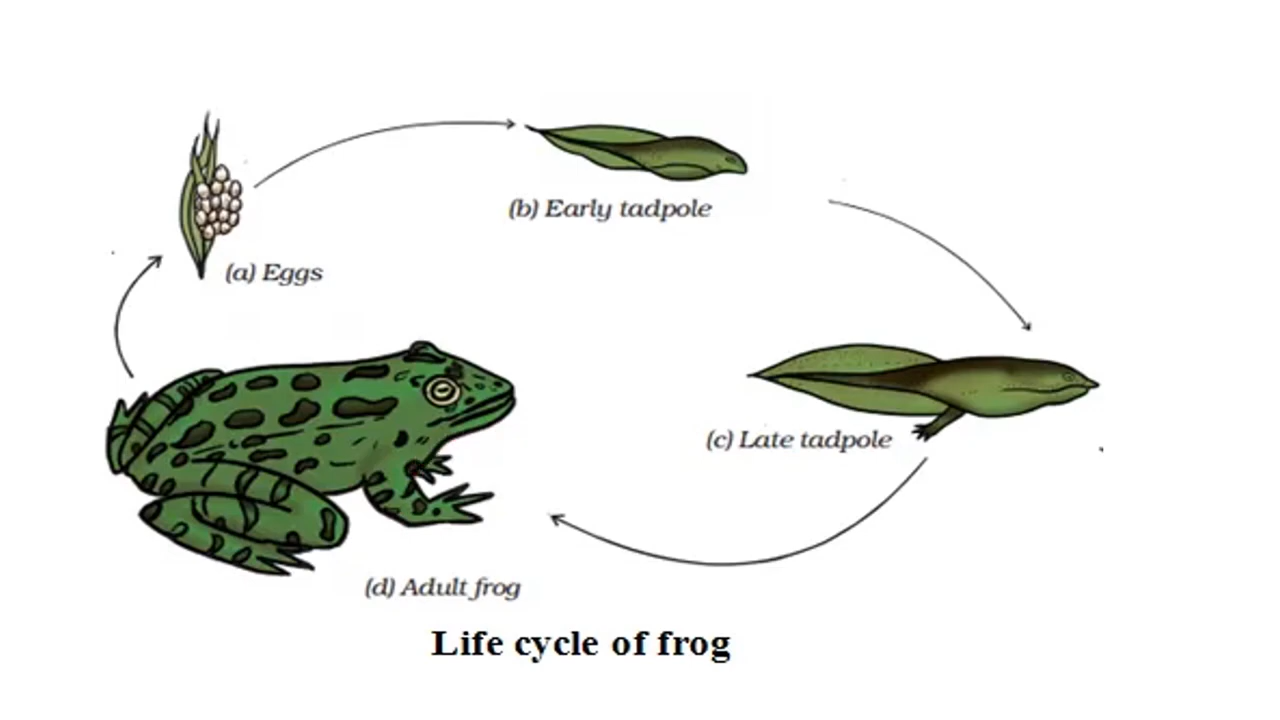 (b) Early tadpole
(a) Eggs
(c) Late tadpole
(d) Adult frog
Life cycle of frog